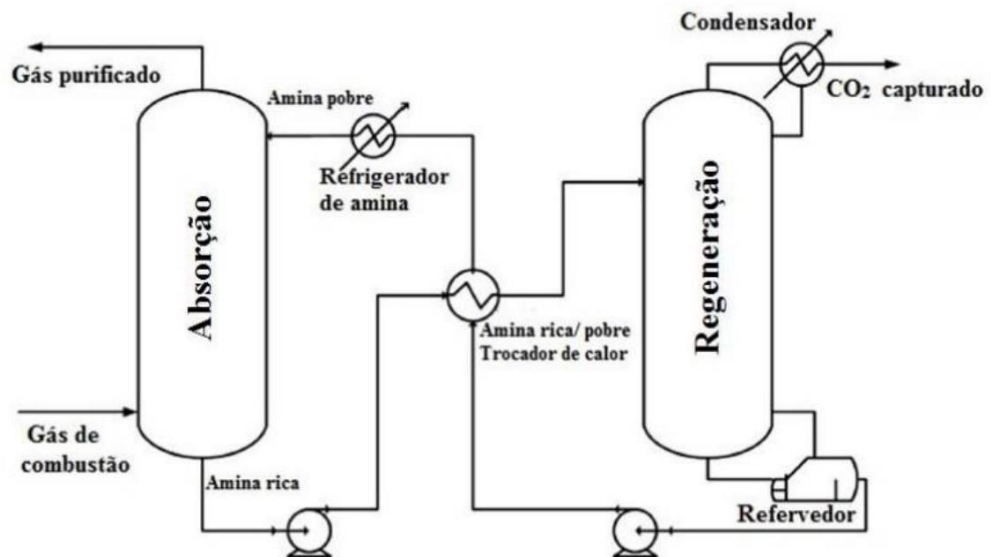 Condensador
Gás purificado
CO₂ capturado
Amina pobre
Refrigerador
de amina
Absorção
Regeneração
Amina rica/ pobre
Trocador de calor
Gás de
combustão
Amina rica
Refervedor